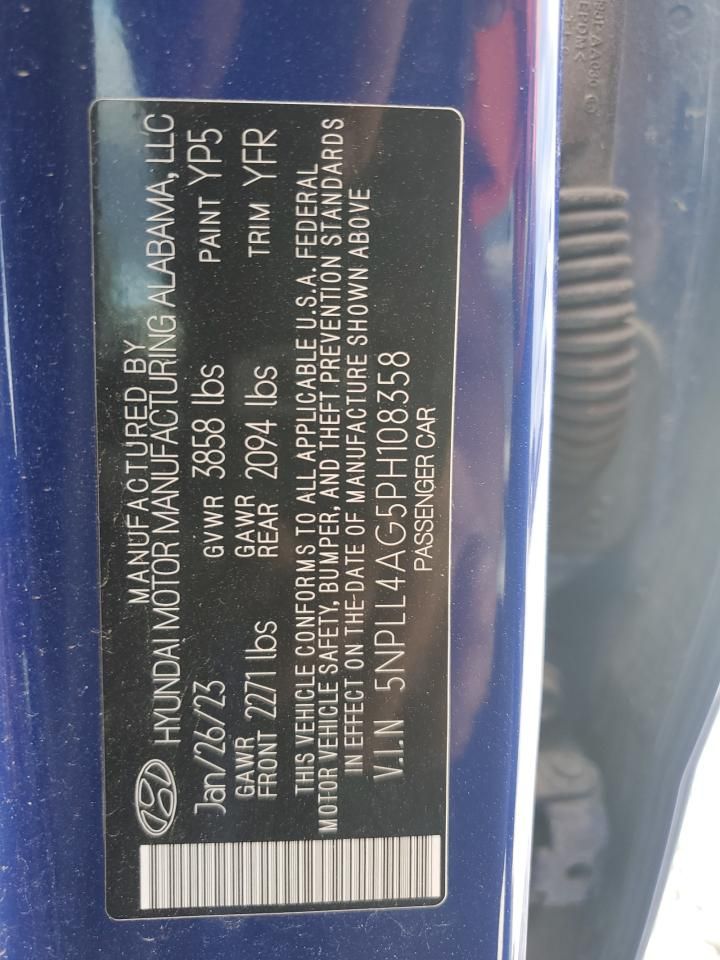 MANUFACTURED BY
HYUNDAI MOTOR MANUFACTURING ALABAMA, LLC
Jan/26/23 GVWR 3858 lbs PAINT YP5
GAWR GAWR
FRONT 2271 lbs REAR 2094 lbs TRIM YFR
THIS VEHICLE CONFORMS TO ALL APPLICABLE U.S.A. FEDERAL
MOTOR VEHICLE SAFETY, BUMPER, AND THEFT PREVENTION STANDARDS
IN EFFECT ON THE DATE OF MANUFACTURE SHOWN ABOVE
V.I.N 5NPLL4AG5PH108358
PASSENGER CAR